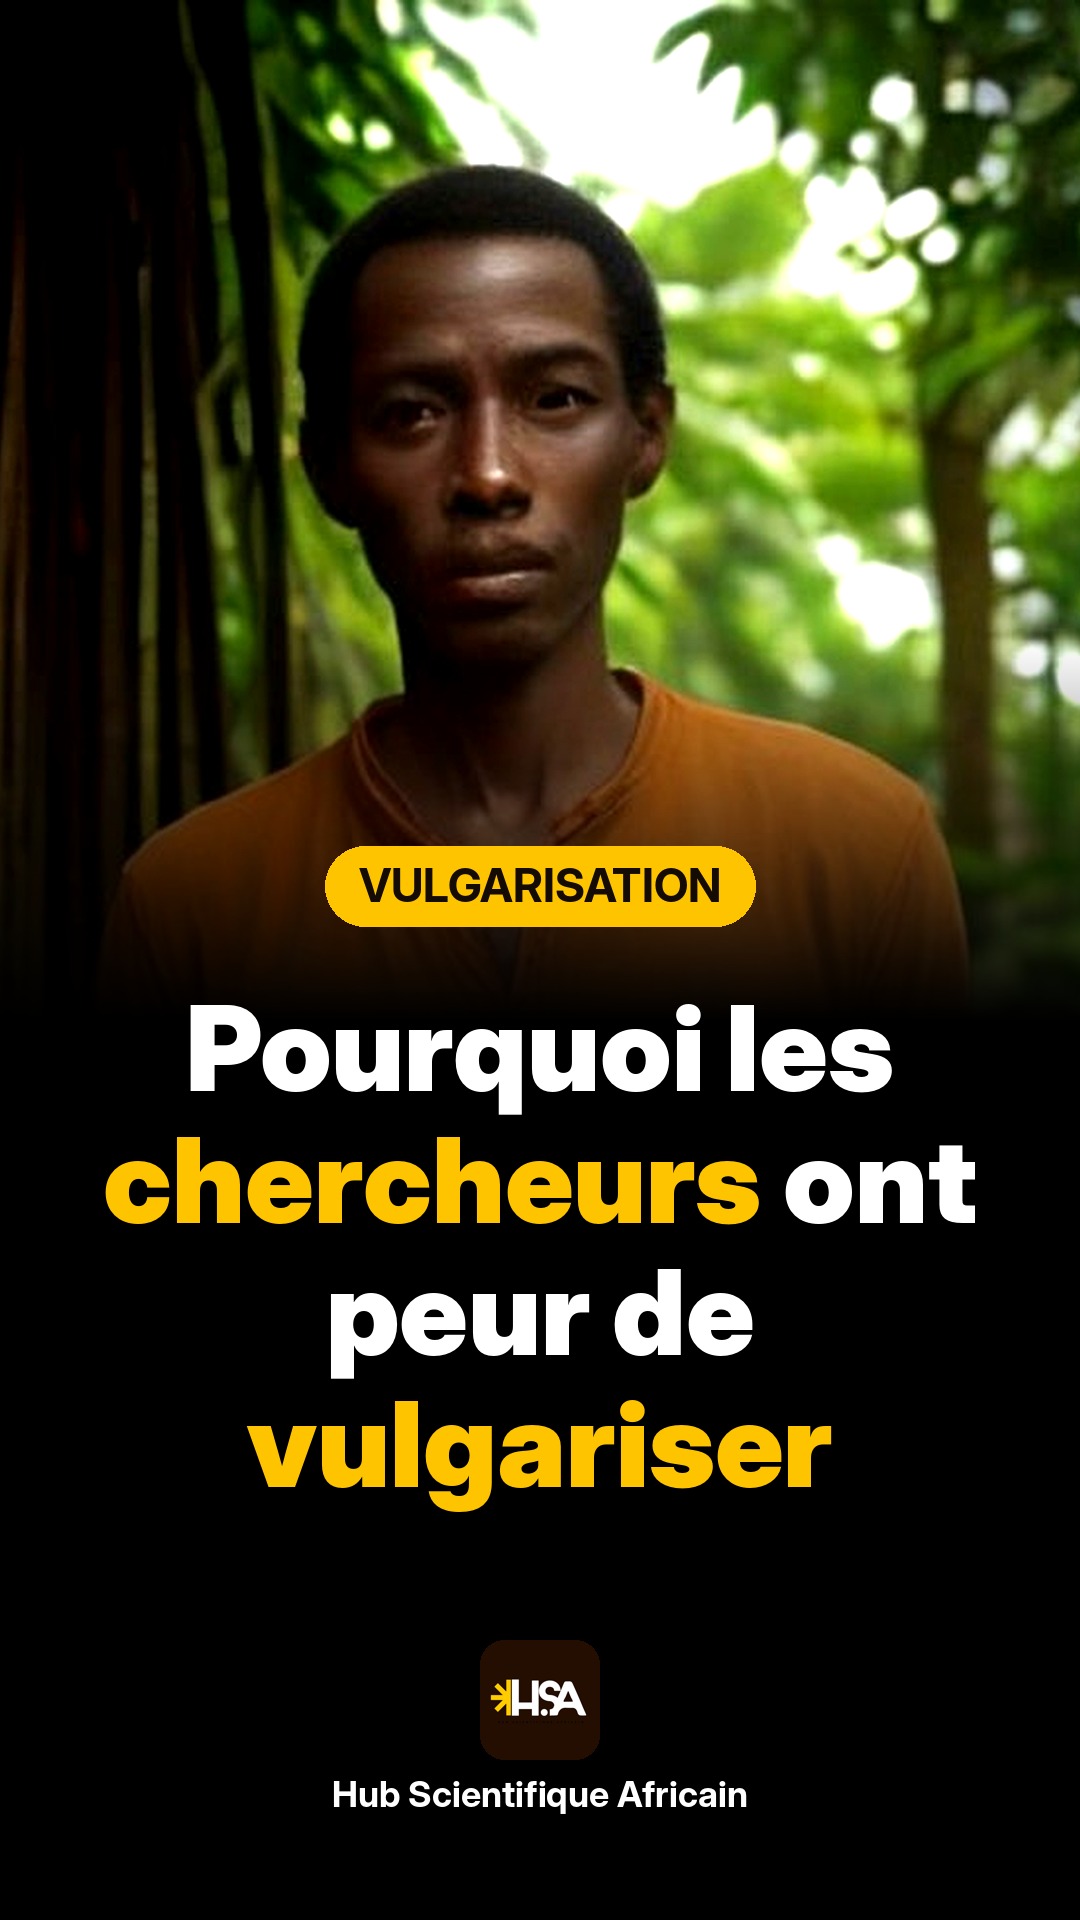 VULGARISATION
Pourquoi les
chercheurs ont
peur de
vulgariser
HSA
Hub Scientifique Africain